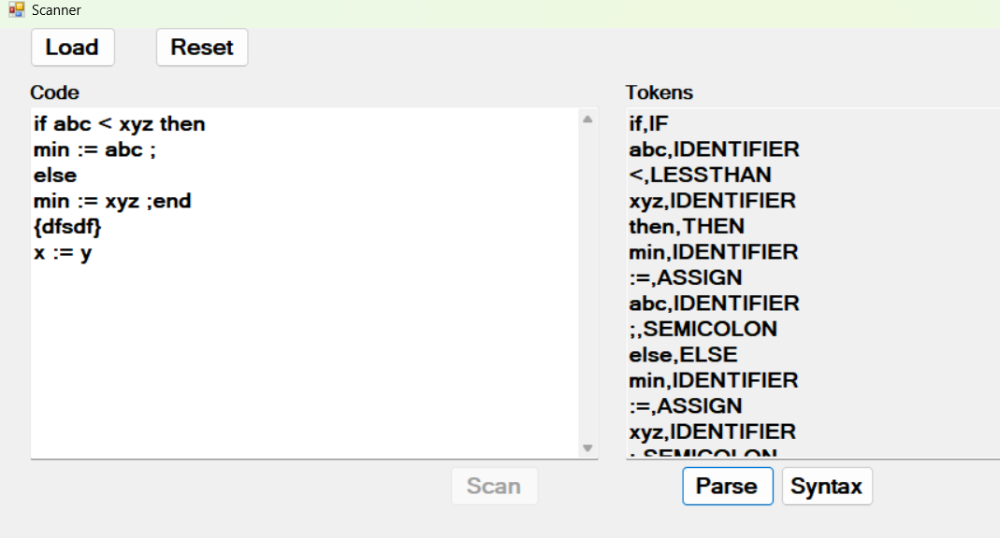 Scanner
Load Reset
Code
if abc < xyz then
min := abc ;
else
min := xyz ;end
{dfsdf}
x := y
Tokens
if,IF
abc,IDENTIFIER
<,LESSTHAN
xyz,IDENTIFIER
then,THEN
min,IDENTIFIER
:=,ASSIGN
abc,IDENTIFIER
;,SEMICOLON
else,ELSE
min,IDENTIFIER
:=,ASSIGN
xyz,IDENTIFIER
;,SEMICOLON
Scan Parse Syntax